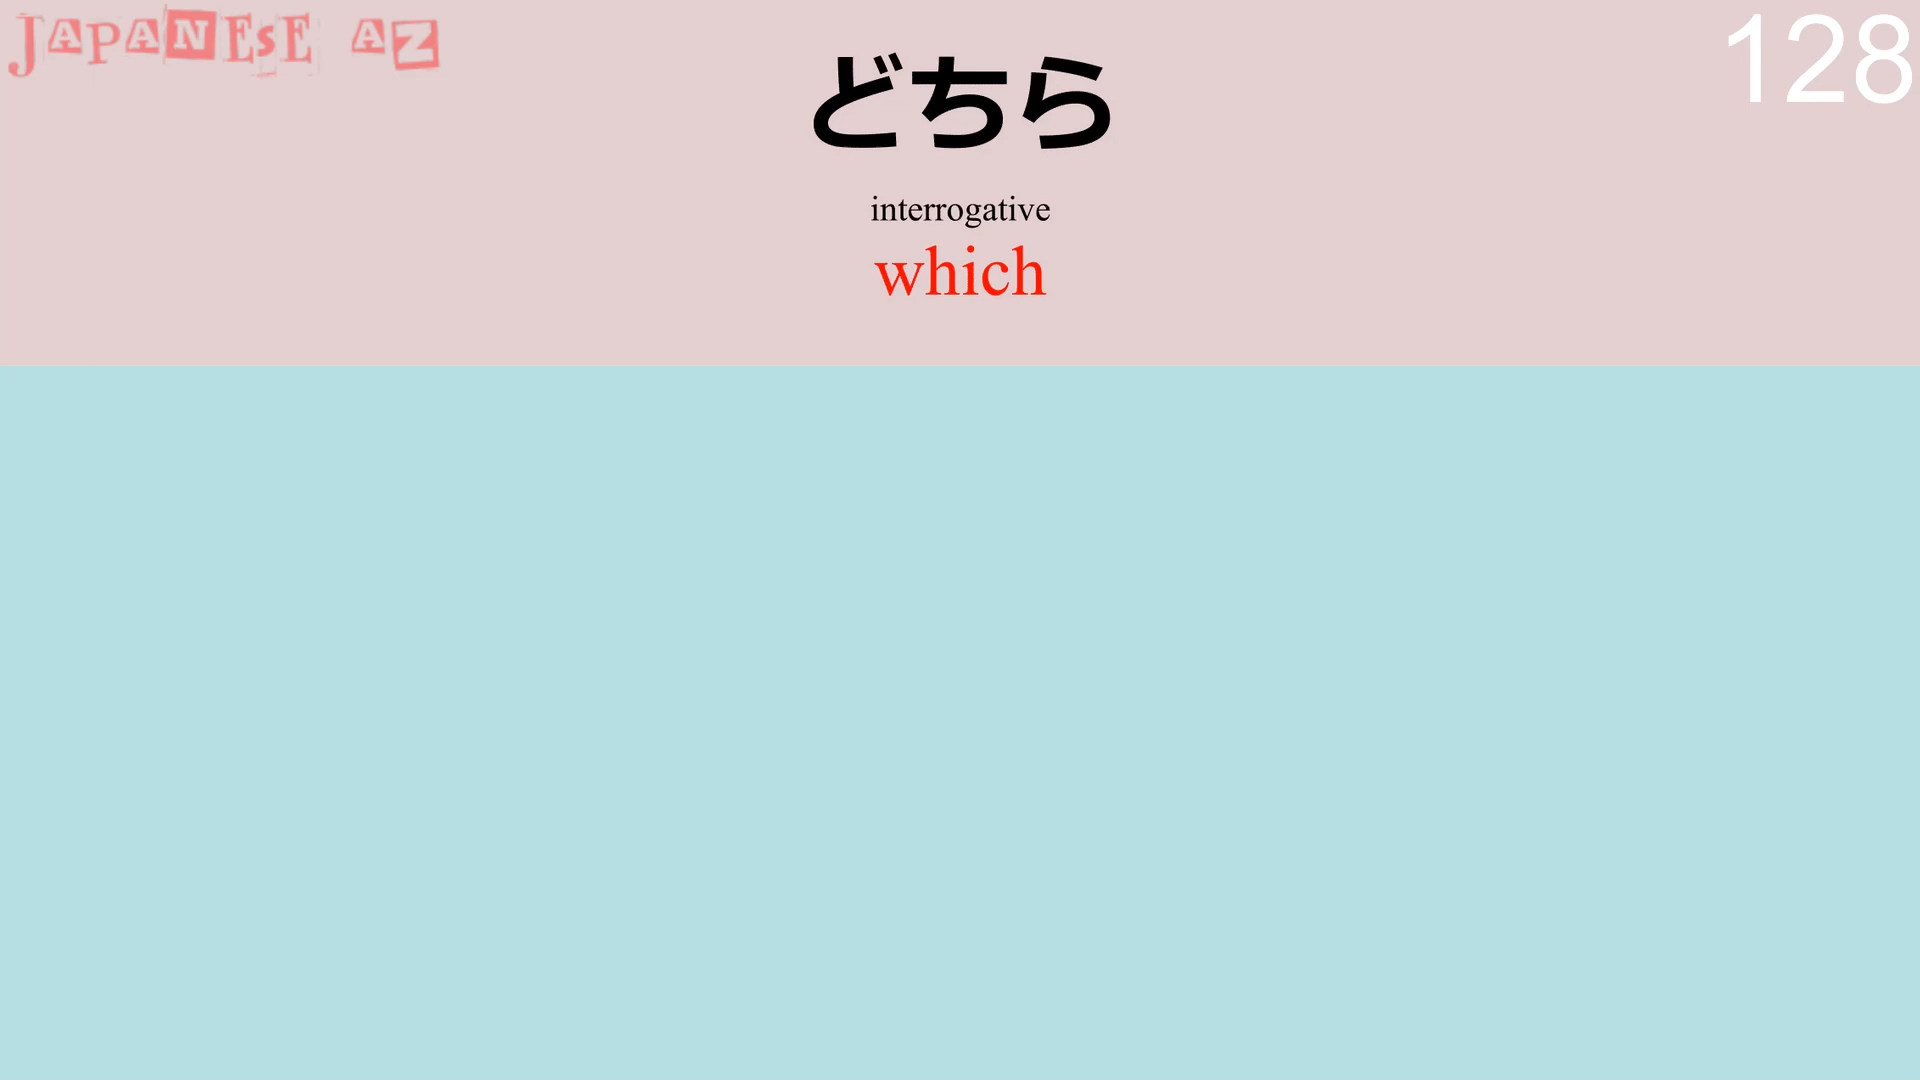 JAPANESE AZ
128
どちら
interrogative
which